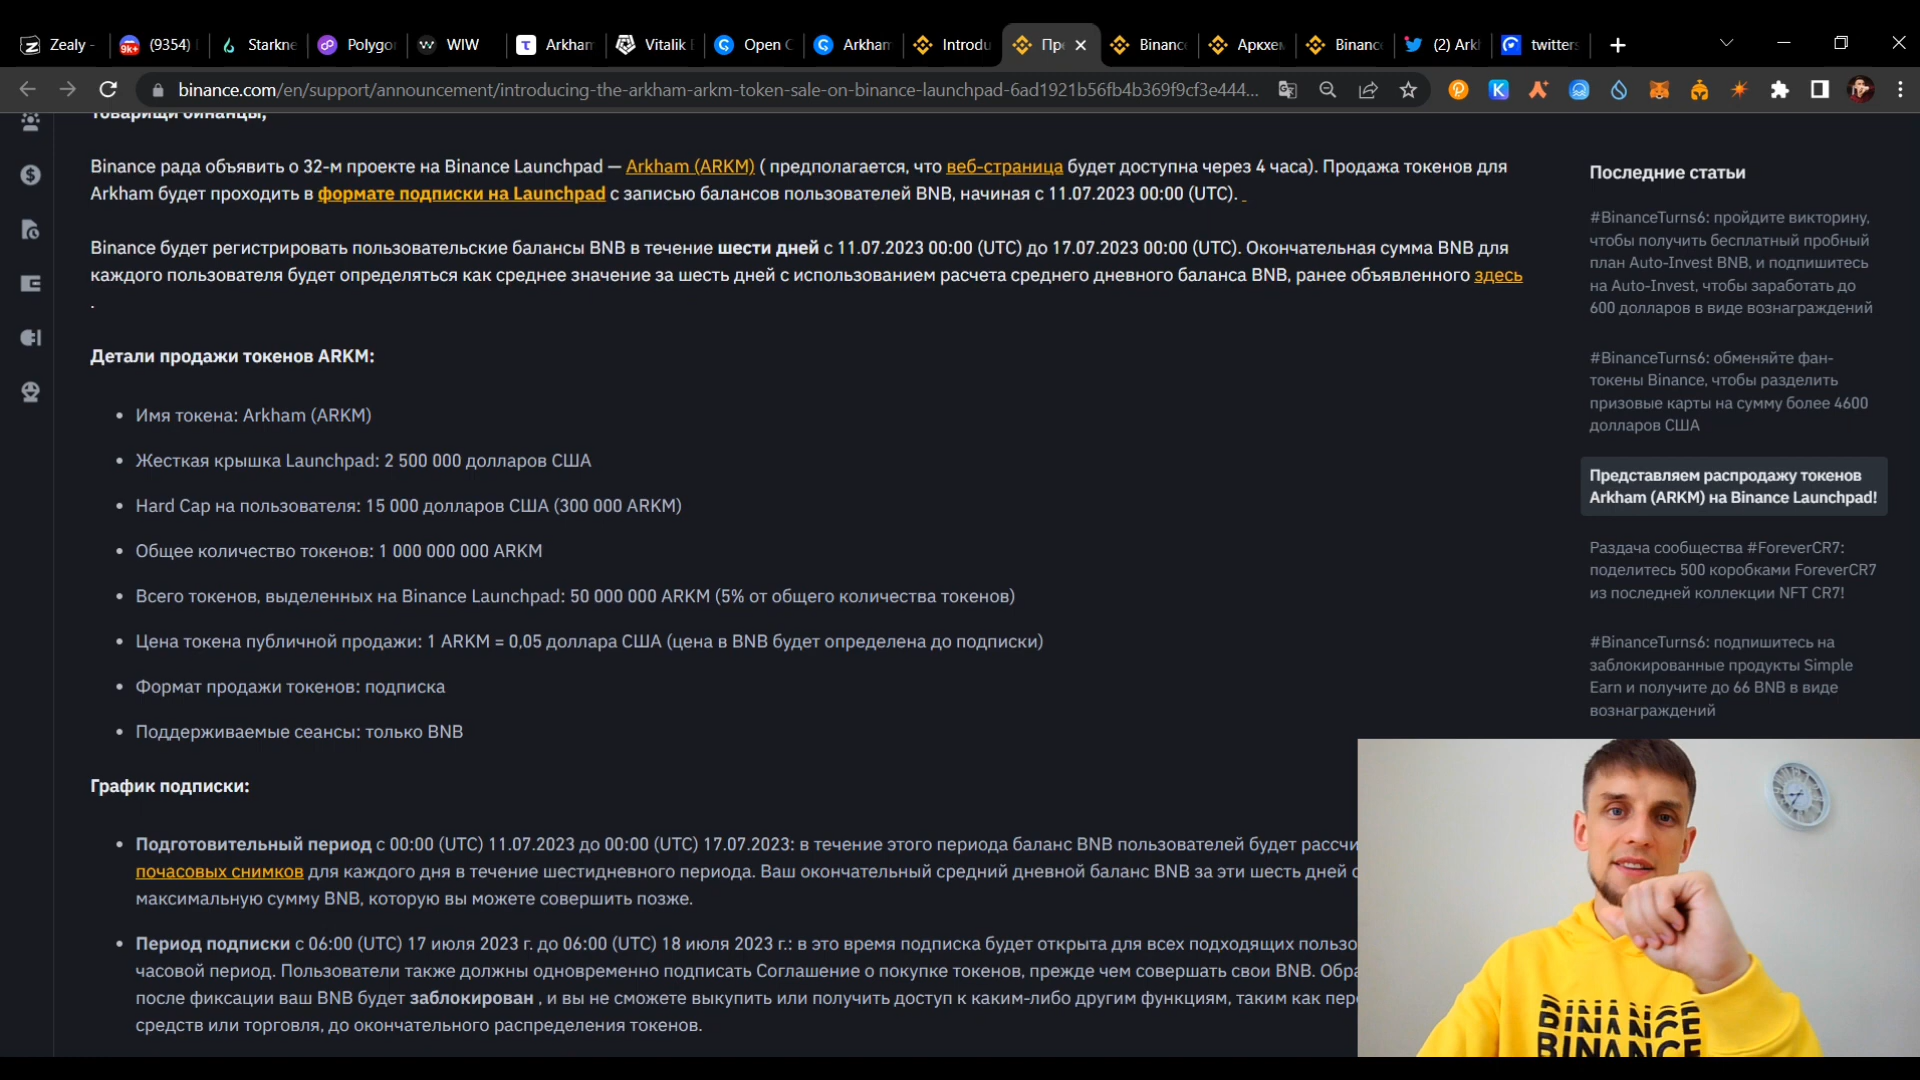 Zealy -
9k+
(9354)
Starkne
Polygo
WIW
Arkham
Vitalik
Open C
Arkham
Introdu
Binanc
Аркхем
Binanc
(2) Ark
twitter
binance.com/en/support/announcement/introducing-the-arkham-arkm-token-sale-on-binance-launchpad-6ad1921b56fb4b369f9cf3e444...
Товарищи бинанцы,
Binance рада объявить о 32-м проекте на Binance Launchpad — Arkham (ARKM) ( предполагается, что веб-страница будет доступна через 4 часа). Продажа токенов для
Arkham будет проходить в формате подписки на Launchpad с записью балансов пользователей BNB, начиная с 11.07.2023 00:00 (UTC).
Binance будет регистрировать пользовательские балансы BNB в течение шести дней с 11.07.2023 00:00 (UTC) до 17.07.2023 00:00 (UTC). Окончательная сумма BNB для
каждого пользователя будет определяться как среднее значение за шесть дней с использованием расчета среднего дневного баланса BNB, ранее объявленного здесь
.
Детали продажи токенов ARKM:
• Имя токена: Arkham (ARKM)
• Жесткая крышка Launchpad: 2 500 000 долларов США
• Hard Cap на пользователя: 15 000 долларов США (300 000 ARKM)
• Общее количество токенов: 1 000 000 000 ARKM
• Всего токенов, выделенных на Binance Launchpad: 50 000 000 ARKM (5% от общего количества токенов)
• Цена токена публичной продажи: 1 ARKM = 0,05 доллара США (цена в BNB будет определена до подписки)
• Формат продажи токенов: подписка
• Поддерживаемые сеансы: только BNB
График подписки:
• Подготовительный период с 00:00 (UTC) 11.07.2023 до 00:00 (UTC) 17.07.2023: в течение этого периода баланс BNB пользователей будет рассчи
почасовых снимков для каждого дня в течение шестидневного периода. Ваш окончательный средний дневной баланс BNB за эти шесть дней
максимальную сумму BNB, которую вы можете совершить позже.
• Период подписки с 06:00 (UTC) 17 июля 2023 г. до 06:00 (UTC) 18 июля 2023 г.: в это время подписка будет открыта для всех подходящих пользо
часовой период. Пользователи также должны одновременно подписать Соглашение о покупке токенов, прежде чем совершать свои BNB. Обра
после фиксации ваш BNB будет заблокирован , и вы не сможете выкупить или получить доступ к каким-либо другим функциям, таким как пер
средств или торговля, до окончательного распределения токенов.
Последние статьи
#BinanceTurns6: пройдите викторину,
чтобы получить бесплатный пробный
план Auto-Invest BNB, и подпишитесь
на Auto-Invest, чтобы заработать до
600 долларов в виде вознаграждений
#BinanceTurns6: обменяйте фан-
токены Binance, чтобы разделить
призовые карты на сумму более 4600
долларов США
Представляем распродажу токенов
Arkham (ARKM) на Binance Launchpad!
Раздача сообщества #ForeverCR7:
поделитесь 500 коробками ForeverCR7
из последней коллекции NFT CR7!
#BinanceTurns6: подпишитесь на
заблокированные продукты Simple
Earn и получите до 66 BNB в виде
вознаграждений
BINANCE
BINANCE